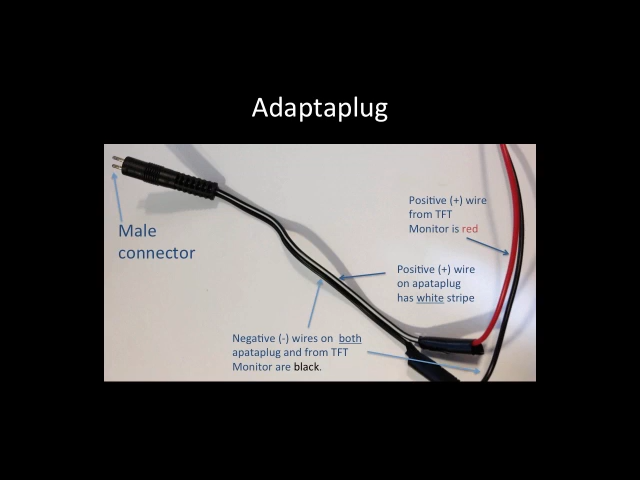 Adaptaplug
Positive (+) wire
from TFT
Monitor is red
Male
connector
Positive (+) wire
on apataplug
has white stripe
Negative (-) wires on both
apataplug and from TFT
Monitor are black.